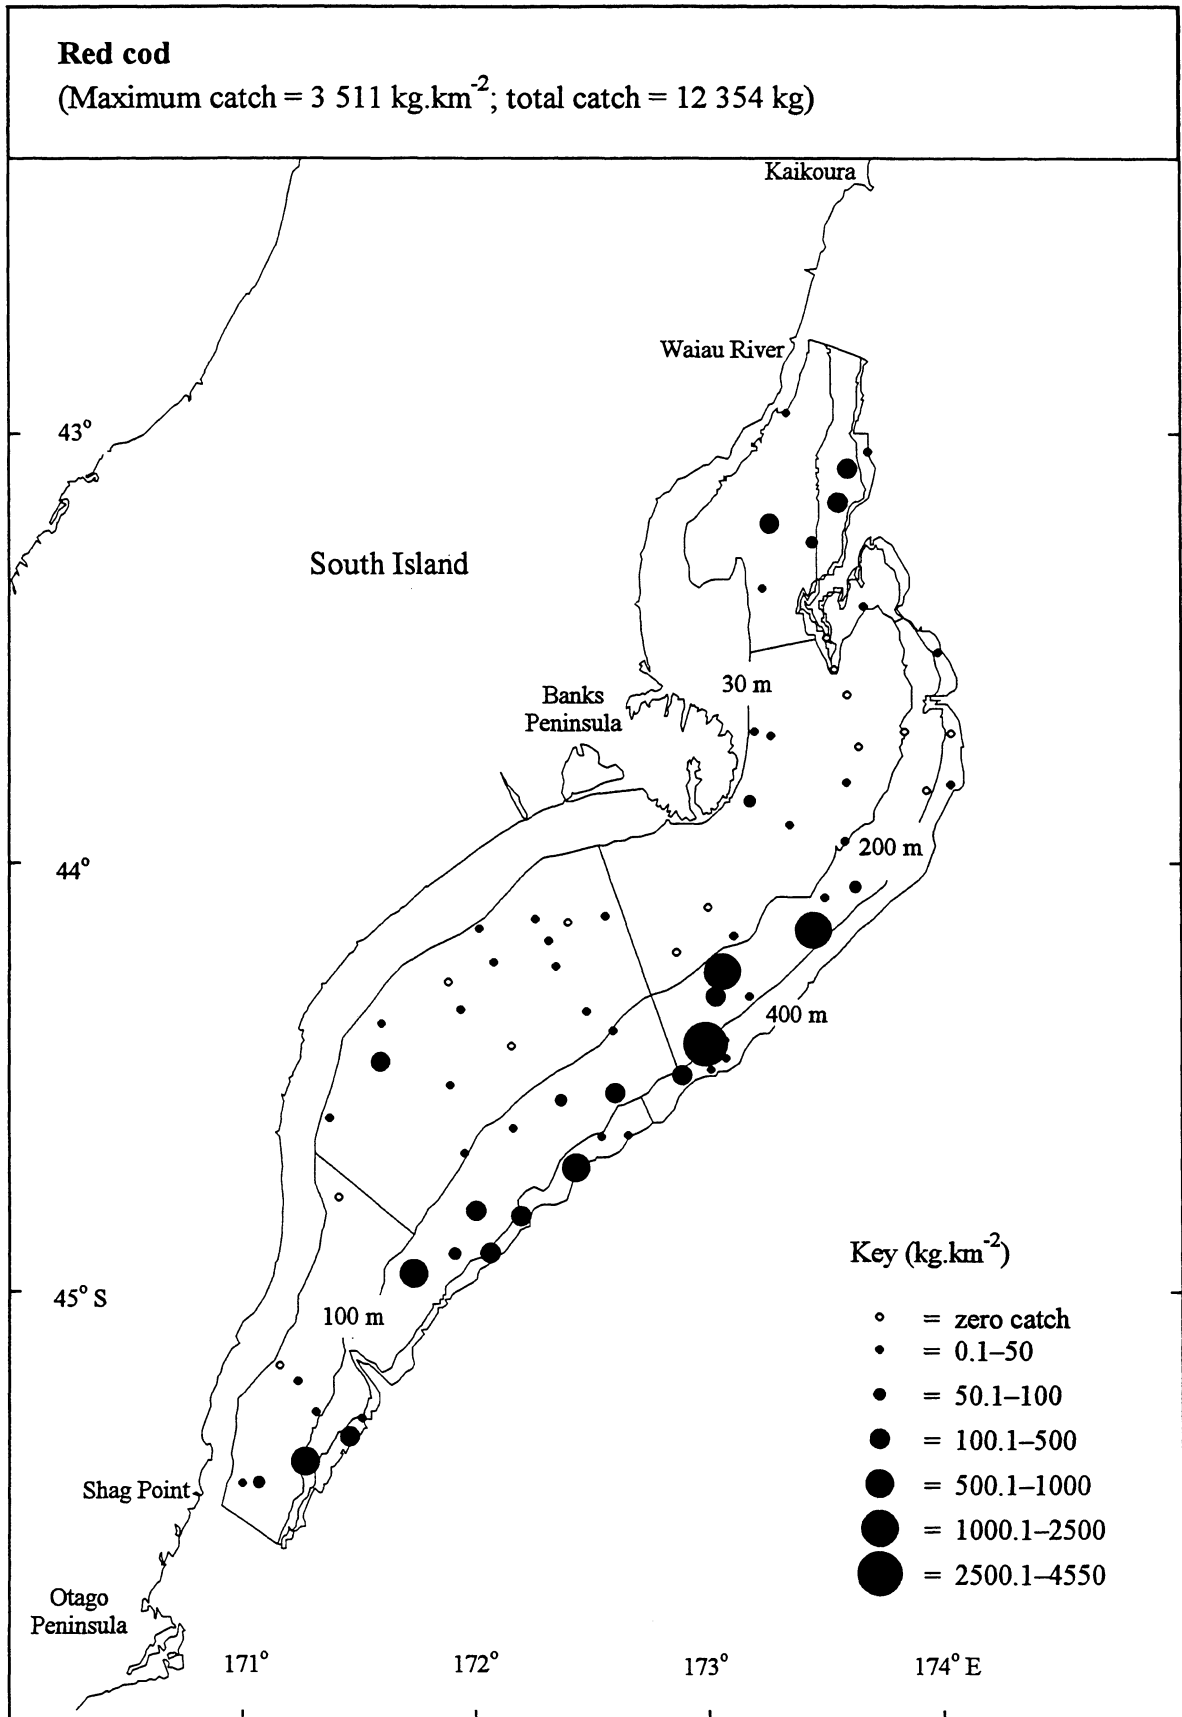 Red cod
(Maximum catch = 3 511 kg.km-2; total catch = 12 354 kg)
Kaikoura
Waiau River
43°
South Island
30 m
Banks
Peninsula
200 m
44°
400 m
Key (kg.km-2)
45° S
100 m
= zero catch
= 0.1–50
= 50.1–100
= 100.1–500
= 500.1–1000
= 1000.1–2500
= 2500.1–4550
Shag Point
Otago
Peninsula
171°
172°
173°
174° E